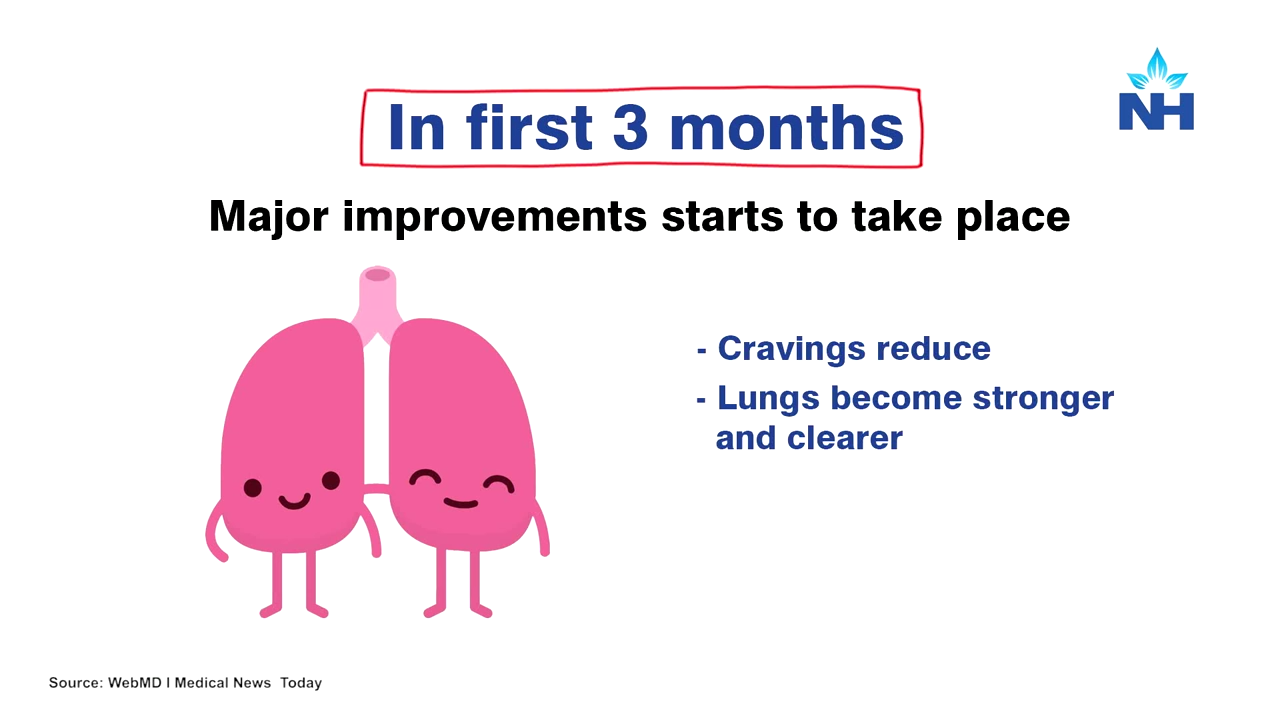 In first 3 months
NH
Major improvements starts to take place
- Cravings reduce
- Lungs become stronger
and clearer
Source: WebMD I Medical News  Today